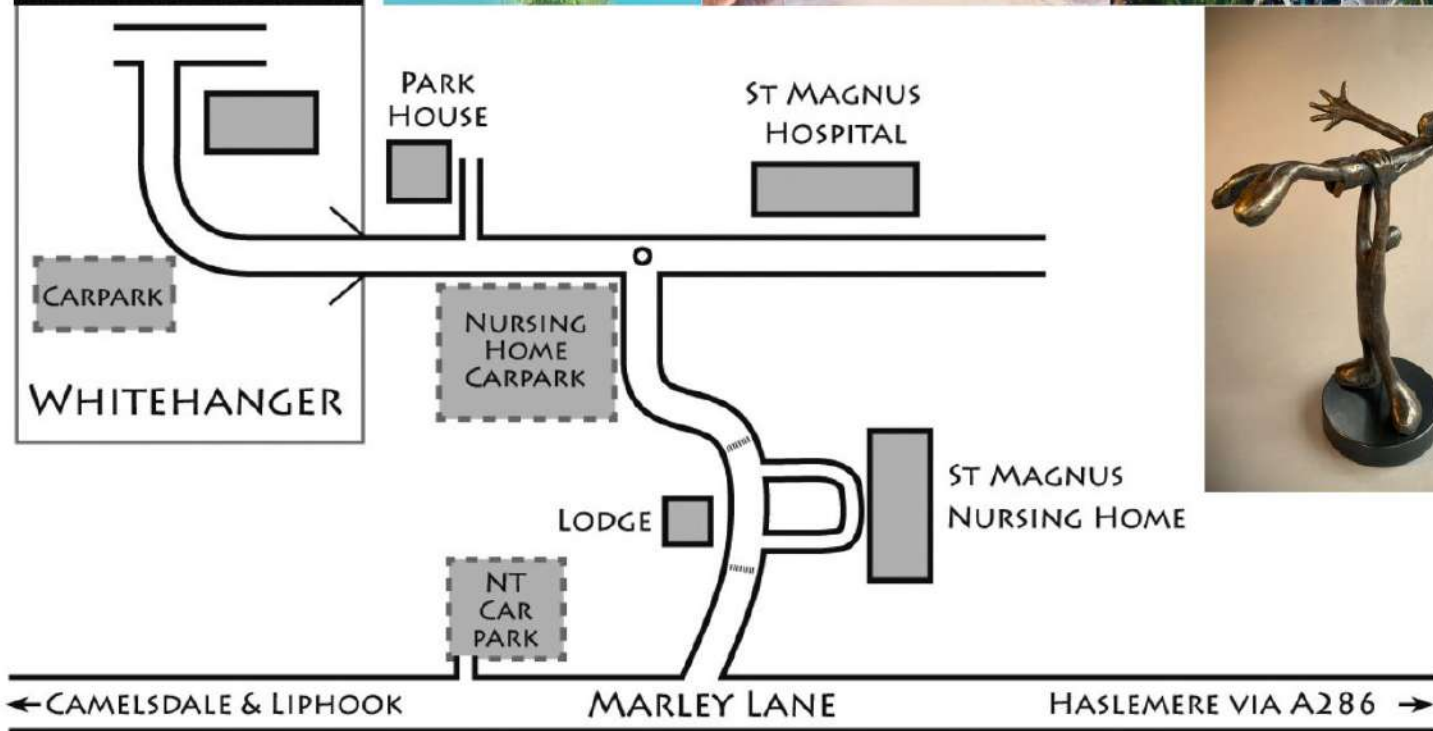 PARK
HOUSE
ST MAGNUS
HOSPITAL
CARPARK
NURSING
HOME
CARPARK
WHITEHANGER
ST MAGNUS
NURSING HOME
LODGE
NT
CAR
PARK
←CAMELSDALE & LIPHOOK
MARLEY LANE
HASLEMERE VIA A286 →